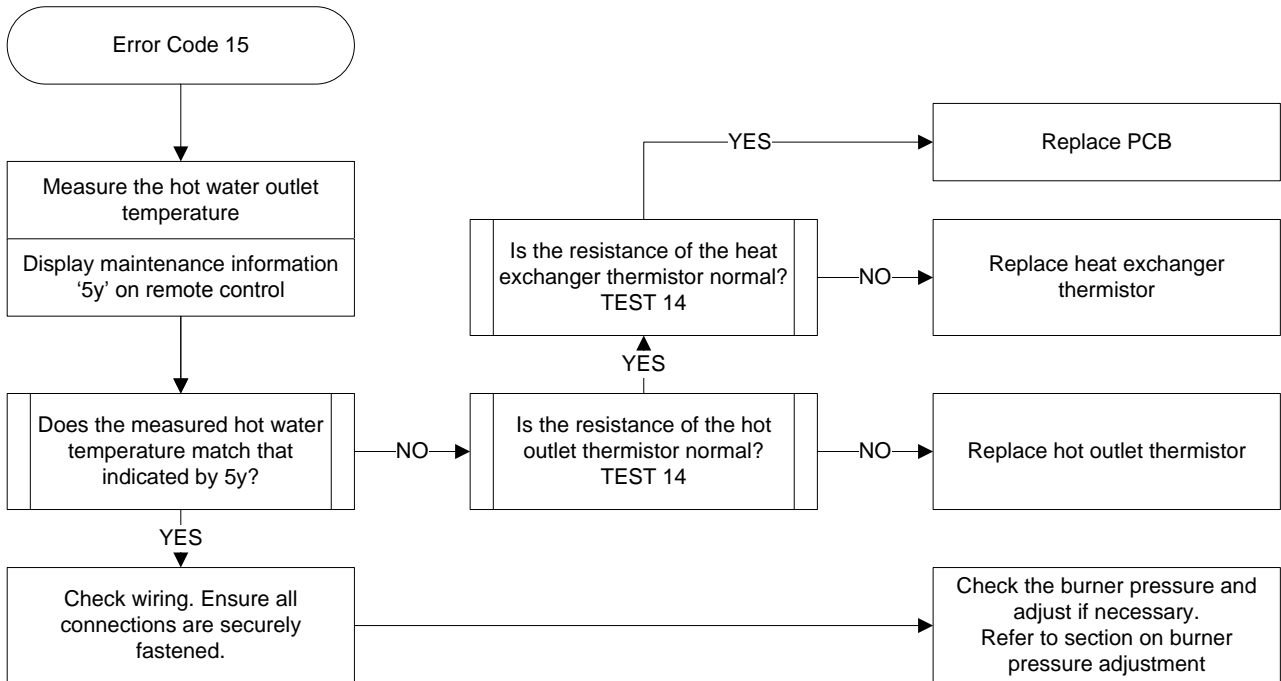 Error Code 15
Measure the hot water outlet
temperature
Display maintenance information
‘5y’ on remote control
Does the measured hot water
temperature match that
indicated by 5y?
NO
YES
Is the resistance of the hot
outlet thermistor normal?
TEST 14
NO
Replace hot outlet thermistor
YES
Is the resistance of the heat
exchanger thermistor normal?
TEST 14
NO
Replace heat exchanger
thermistor
YES
Replace PCB
Check wiring. Ensure all
connections are securely
fastened.
Check the burner pressure and
adjust if necessary.
Refer to section on burner
pressure adjustment